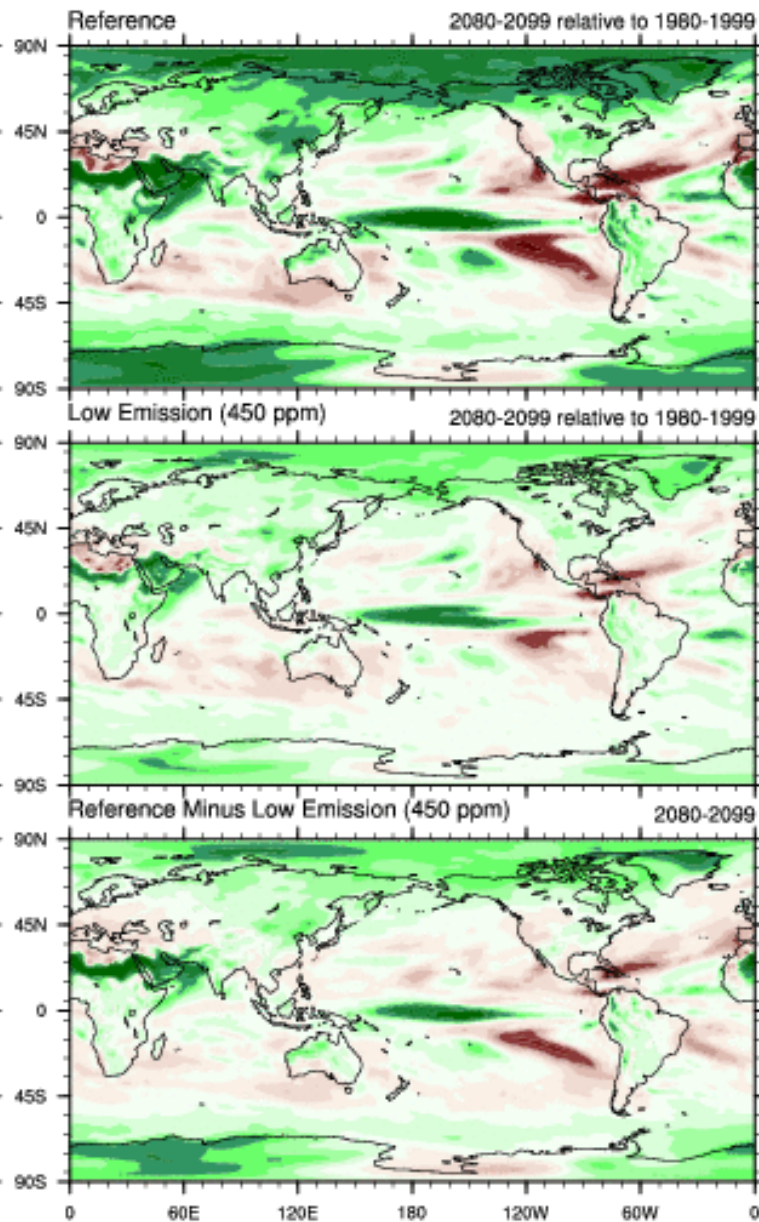 Reference 2080-2099 relative to 1980-1999
90N
45N
0
45S
90S
Low Emission (450 ppm) 2080-2099 relative to 1980-1999
90N
45N
0
45S
90S
Reference Minus Low Emission (450 ppm) 2080-2099
90N
45N
0
45S
90S
0 60E 120E 180 120W 60W 0